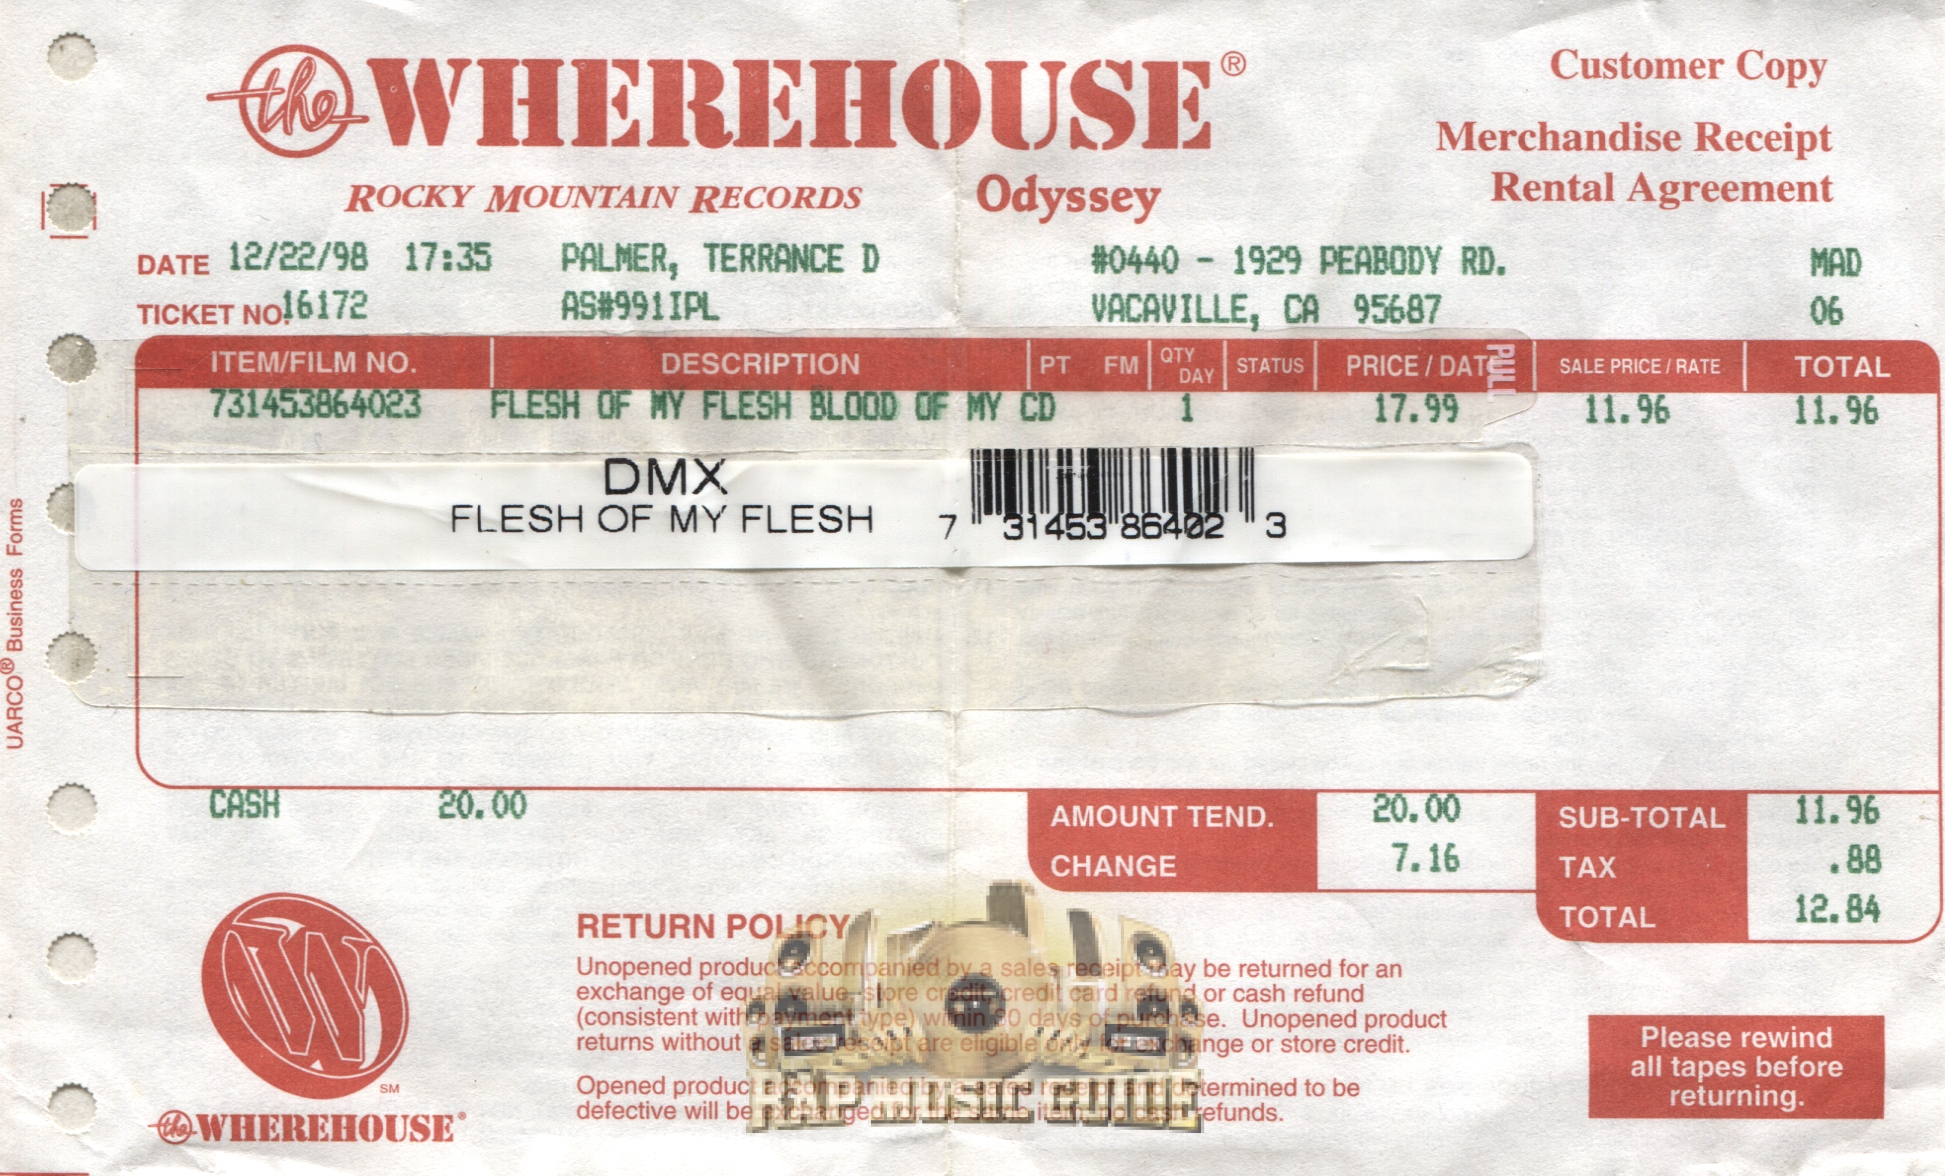 the WHEREHOUSE®
Customer Copy
Merchandise Receipt
Rental Agreement
ROCKY MOUNTAIN RECORDS Odyssey
DATE 12/22/98 17:35 PALMER, TERRANCE D #0440 - 1929 PEABODY RD. MAD
TICKET NO. 16172 AS#991IPL VACAVILLE, CA 95687 06
ITEM/FILM NO. DESCRIPTION PT FM QTY DAY STATUS PRICE / DATE SALE PRICE / RATE TOTAL
PULL
731453864023 FLESH OF MY FLESH BLOOD OF MY CD 1 17.99 11.96 11.96
DMX
FLESH OF MY FLESH 7 31453 86402 3
UARCO® Business Forms
CASH 20.00
AMOUNT TEND. 20.00 SUB-TOTAL 11.96
CHANGE 7.16 TAX .88
TOTAL 12.84
RETURN POLICY
Unopened product accompanied by a sales receipt may be returned for an
exchange of equal value, store credit, credit card refund or cash refund
(consistent with payment type) within 30 days of purchase. Unopened product
returns without a sales receipt are eligible only for exchange or store credit.
Opened product accompanied by a sales receipt and determined to be
defective will be exchanged for the same item, no cash refunds.
Please rewind
all tapes before
returning.
W SM
the WHEREHOUSE®
RAP MUSIC GUIDE